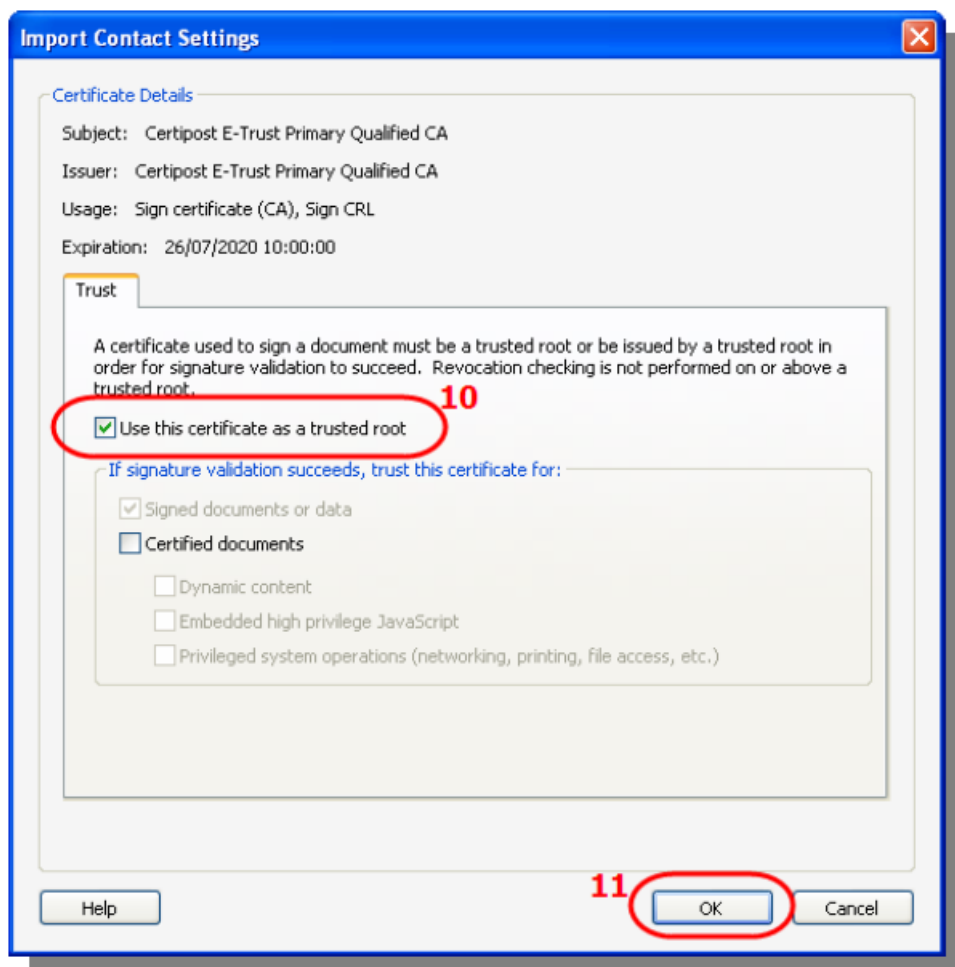 Import Contact Settings
Certificate Details
Subject: Certipost E-Trust Primary Qualified CA
Issuer: Certipost E-Trust Primary Qualified CA
Usage: Sign certificate (CA), Sign CRL
Expiration: 26/07/2020 10:00:00
Trust
A certificate used to sign a document must be a trusted root or be issued by a trusted root in
order for signature validation to succeed. Revocation checking is not performed on or above a
trusted root.
10
Use this certificate as a trusted root
If signature validation succeeds, trust this certificate for:
Signed documents or data
Certified documents
Dynamic content
Embedded high privilege JavaScript
Privileged system operations (networking, printing, file access, etc.)
11
Help
OK
Cancel